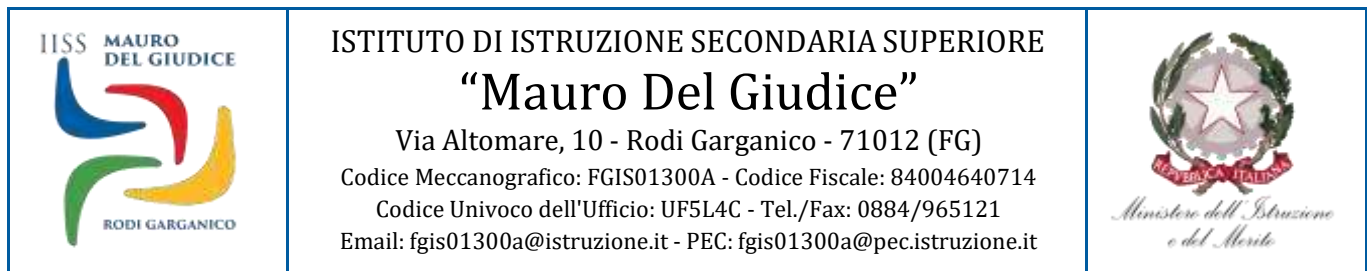 IISS MAURO
DEL GIUDICE
RODI GARGANICO
ISTITUTO DI ISTRUZIONE SECONDARIA SUPERIORE
“Mauro Del Giudice”
Via Altomare, 10 - Rodi Garganico - 71012 (FG)
Codice Meccanografico: FGIS01300A - Codice Fiscale: 84004640714
Codice Univoco dell'Ufficio: UF5L4C - Tel./Fax: 0884/965121
Email: fgis01300a@istruzione.it - PEC: fgis01300a@pec.istruzione.it
REPVBBLICA ITALIANA
Ministero dell'Istruzione
e del Merito